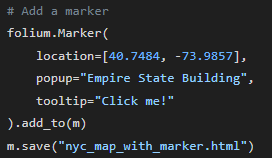 # Add a marker
folium.Marker(
    location=[40.7484, -73.9857],
    popup="Empire State Building",
    tooltip="Click me!"
).add_to(m)
m.save("nyc_map_with_marker.html")